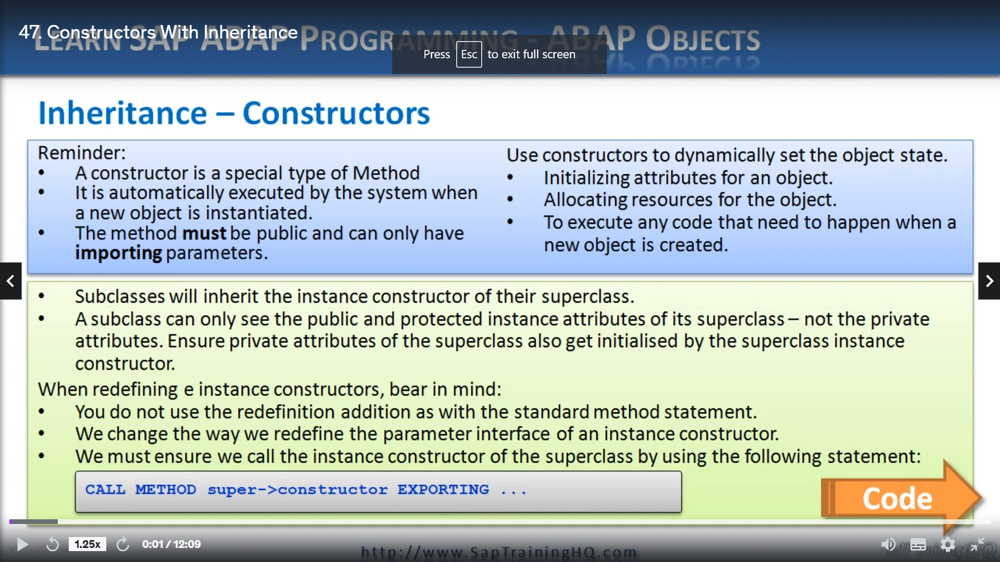 47. Constructors With Inheritance
LEARN SAP ABAP PROGRAMMING - ABAP OBJECTS
Press Esc to exit full screen
Inheritance – Constructors
Reminder:
• A constructor is a special type of Method
• It is automatically executed by the system when
a new object is instantiated.
• The method must be public and can only have
importing parameters.
Use constructors to dynamically set the object state.
• Initializing attributes for an object.
• Allocating resources for the object.
• To execute any code that need to happen when a
new object is created.
• Subclasses will inherit the instance constructor of their superclass.
• A subclass can only see the public and protected instance attributes of its superclass – not the private
attributes. Ensure private attributes of the superclass also get initialised by the superclass instance
constructor.
When redefining e instance constructors, bear in mind:
• You do not use the redefinition addition as with the standard method statement.
• We change the way we redefine the parameter interface of an instance constructor.
• We must ensure we call the instance constructor of the superclass by using the following statement:
CALL METHOD super->constructor EXPORTING ...
Code
1.25x
0:01 / 12:09
http://www.SapTrainingHQ.com